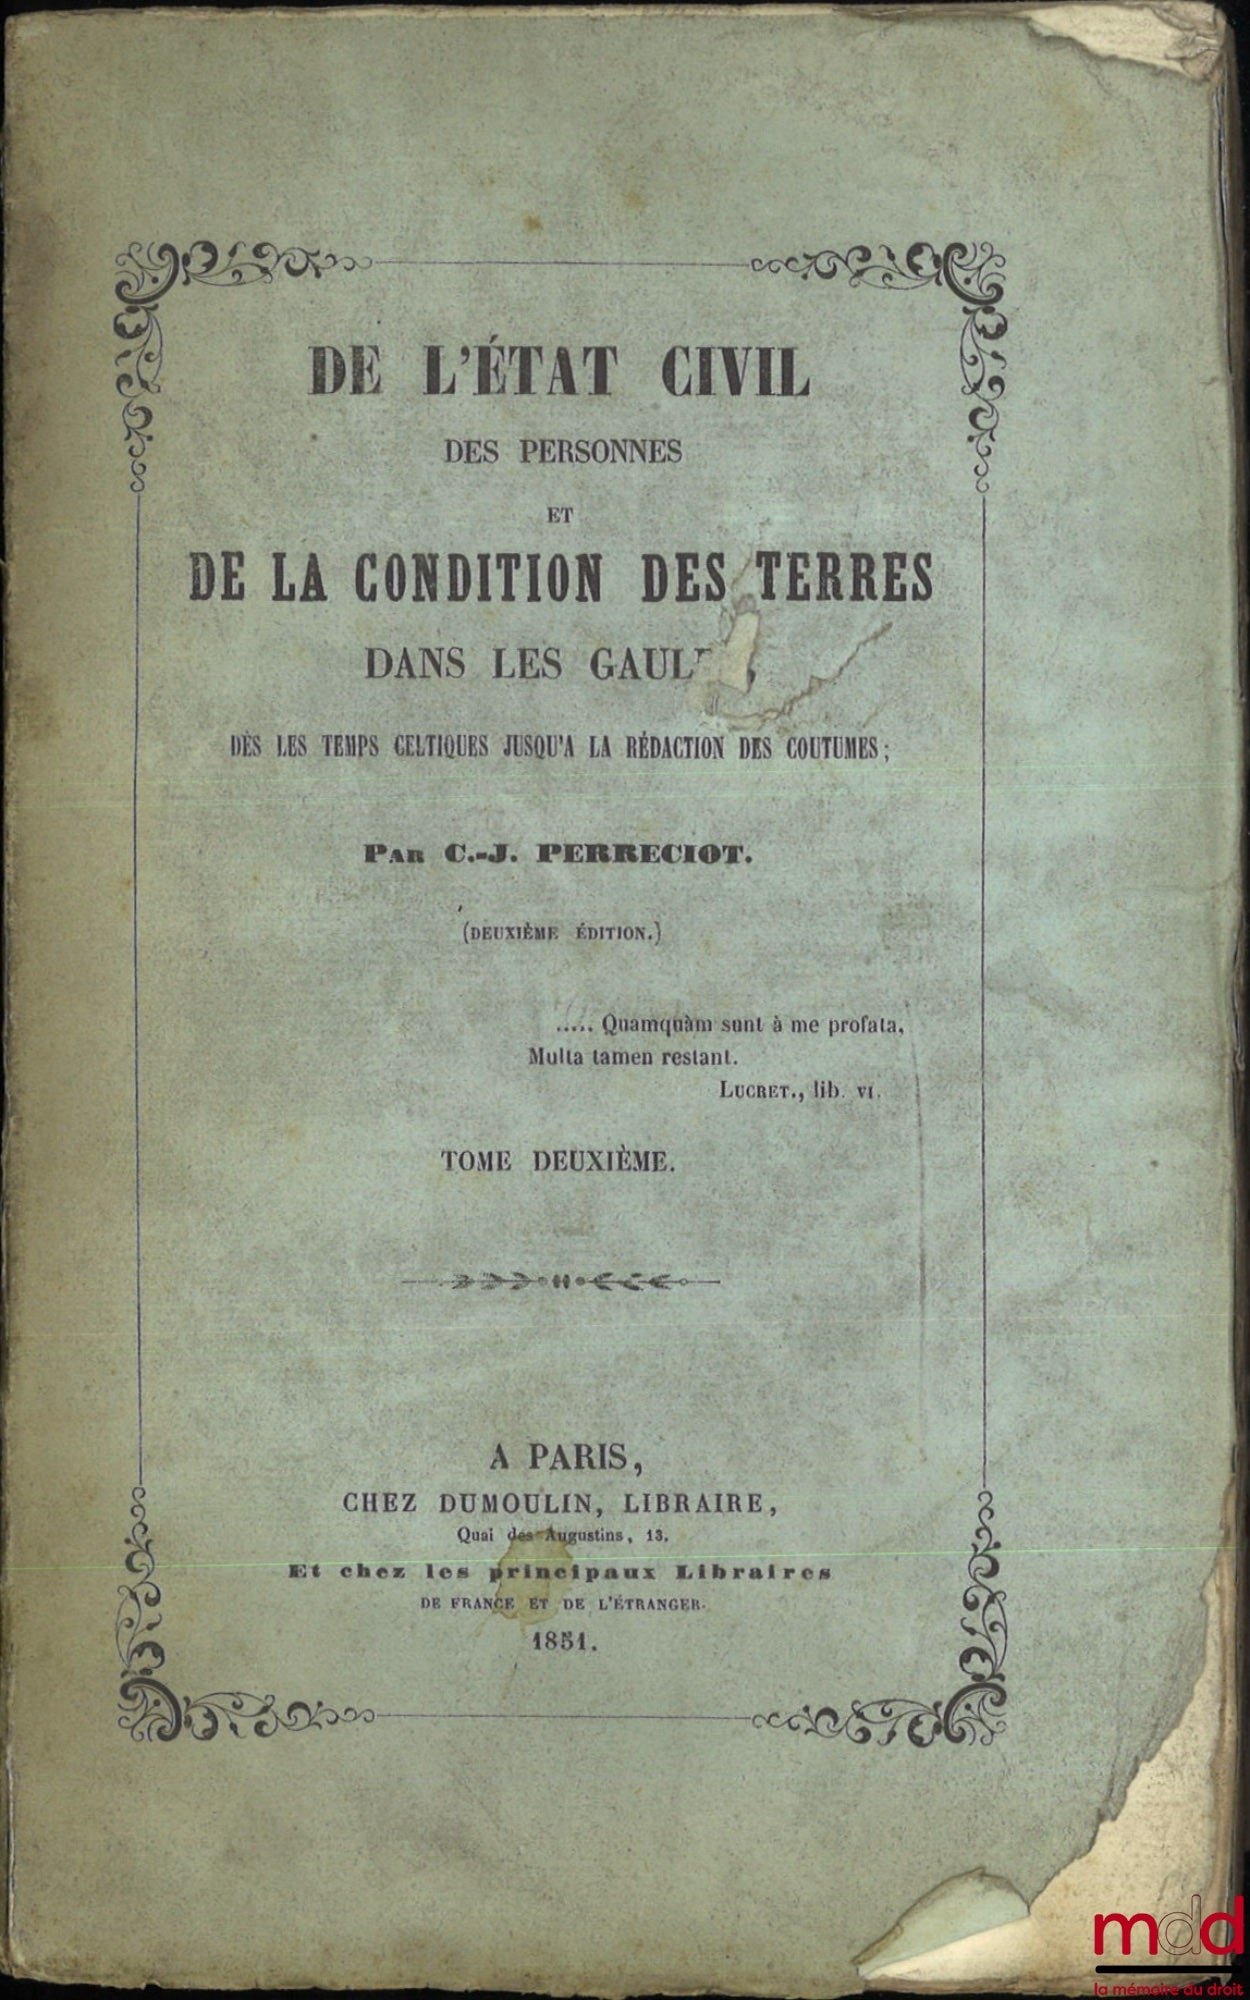 DE L'ÉTAT CIVIL
DES PERSONNES
ET
DE LA CONDITION DES TERRES
DANS LES
DÈS LES TEMPS CELTIQUES JUSQU'A LA RÉDACTION DES COUTUMES;
PAR C.-J. PERRECIOT.
(DEUXIÈME ÉDITION.)
..... Quamquàm sunt à me profata,
Multa tamen restant.
LUCRET., lib. VI.
TOME DEUXIÈME.
A PARIS,
CHEZ DUMOULIN, LIBRAIRE,
Quai des Augustins, 13,
Et chez les principaux Libraires
DE FRANCE ET DE L'ÉTRANGER.
1851.
mdd
la mémoire du droit